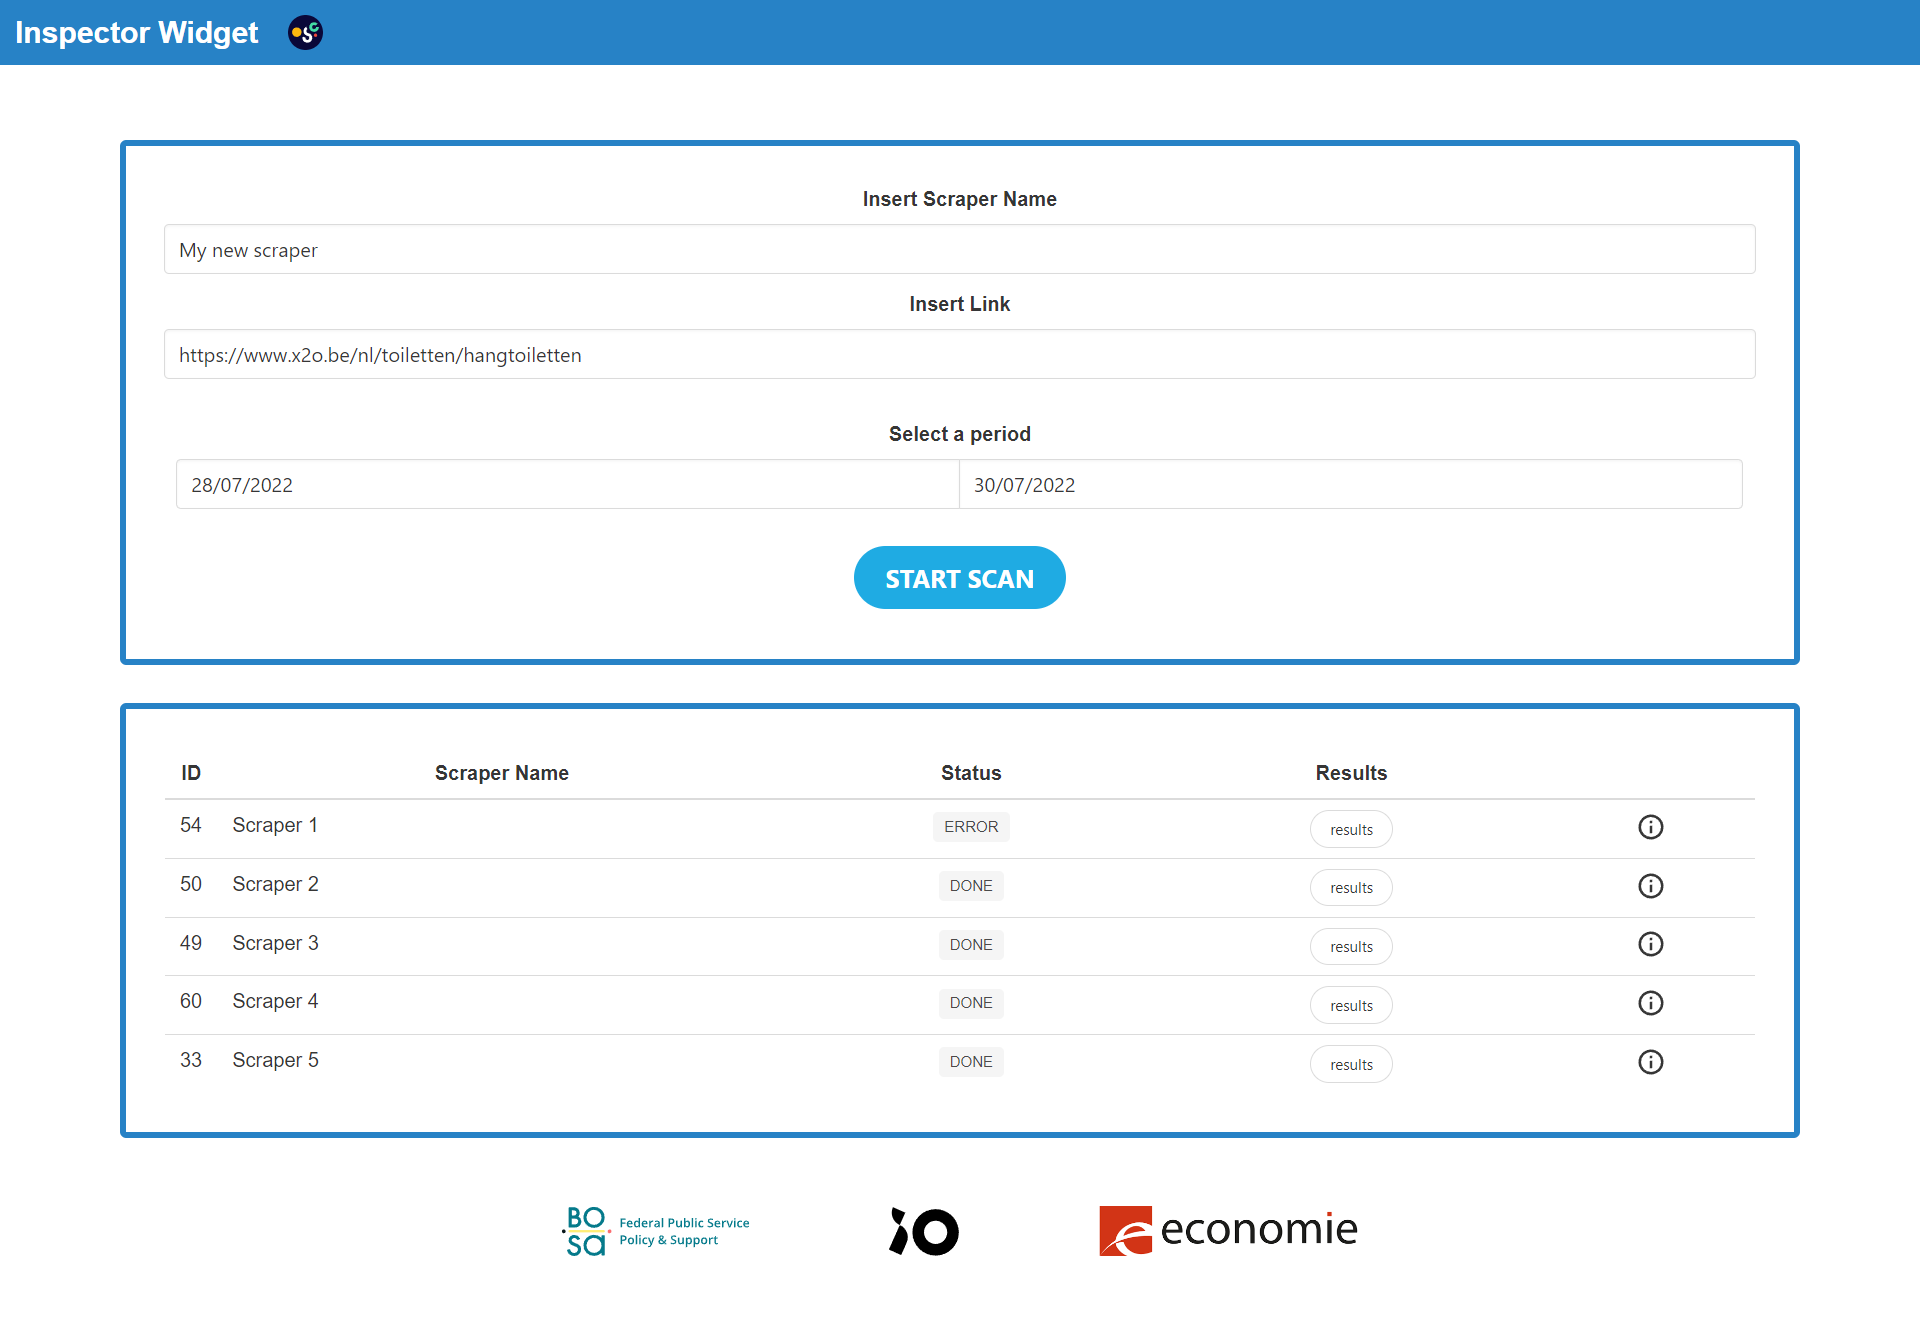 Inspector Widget
Insert Scraper Name
My new scraper
Insert Link
https://www.x2o.be/nl/toiletten/hangtoiletten
Select a period
28/07/2022 30/07/2022
START SCAN
ID Scraper Name Status Results
54 Scraper 1 ERROR results
50 Scraper 2 DONE results
49 Scraper 3 DONE results
60 Scraper 4 DONE results
33 Scraper 5 DONE results
BOSa Federal Public Service
Policy & Support
iO
economie